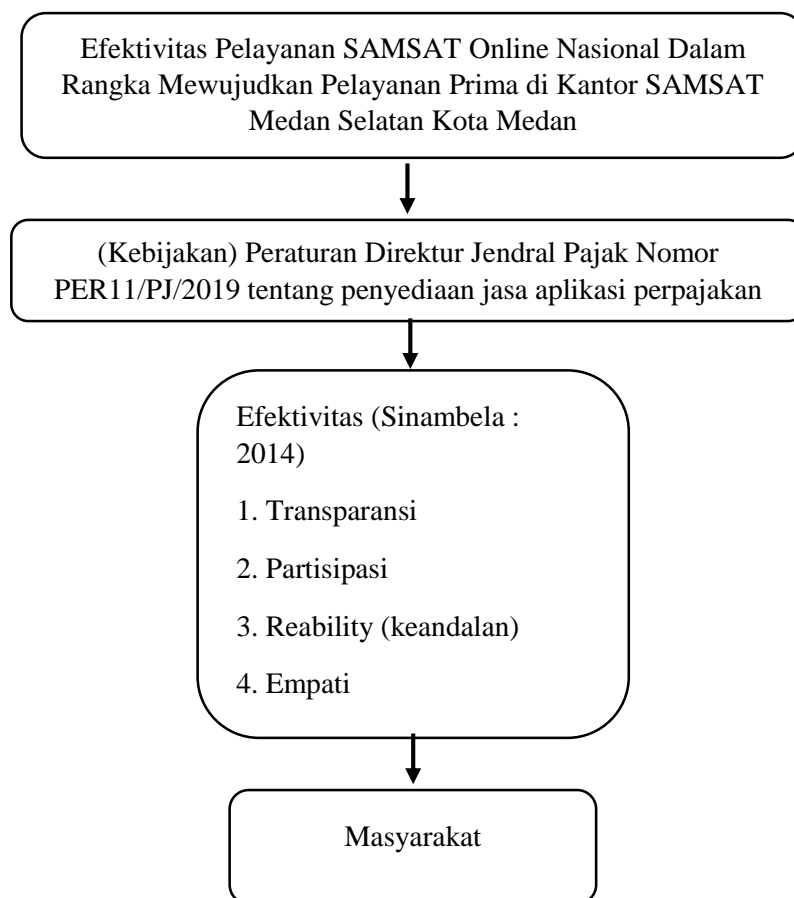 Efektivitas Pelayanan SAMSAT Online Nasional Dalam
Rangka Mewujudkan Pelayanan Prima di Kantor SAMSAT
Medan Selatan Kota Medan
(Kebijakan) Peraturan Direktur Jendral Pajak Nomor
PER11/PJ/2019 tentang penyediaan jasa aplikasi perpajakan
Efektivitas (Sinambela :
2014)
1. Transparansi
2. Partisipasi
3. Reability (keandalan)
4. Empati
Masyarakat